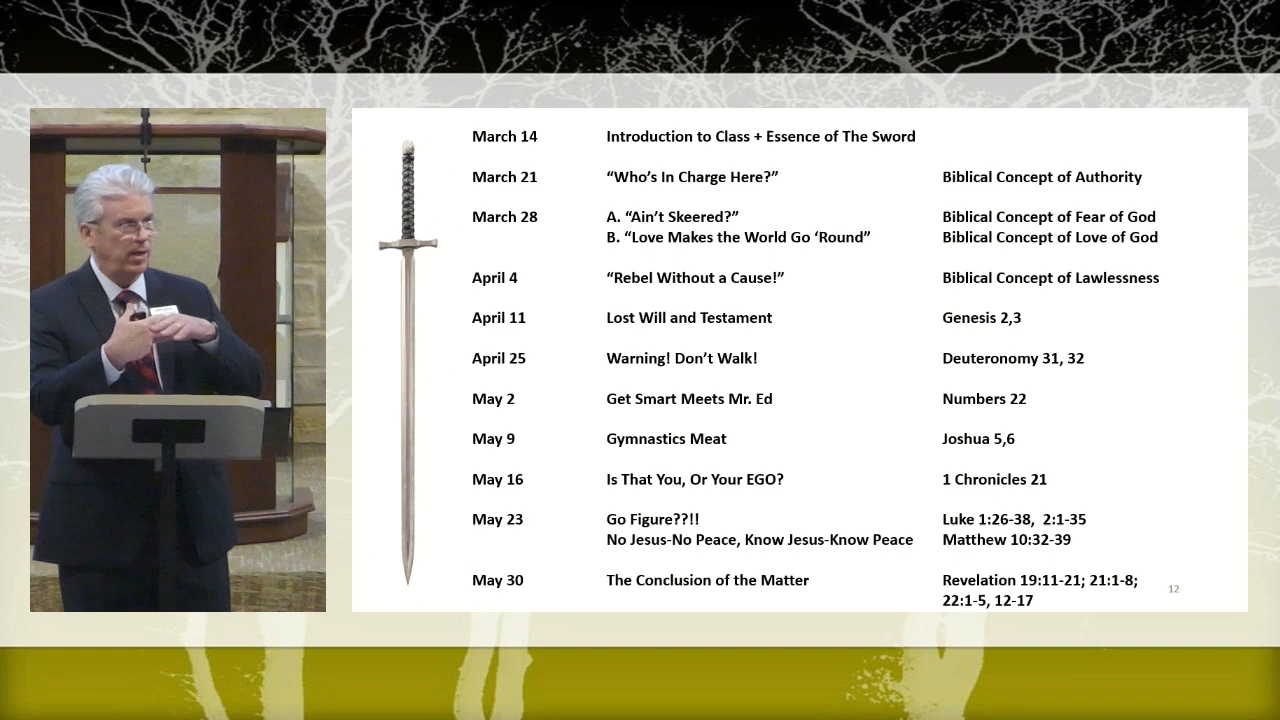 March 14 Introduction to Class + Essence of The Sword
March 21 “Who’s In Charge Here?” Biblical Concept of Authority
March 28 A. “Ain’t Skeered?” Biblical Concept of Fear of God
B. “Love Makes the World Go ‘Round” Biblical Concept of Love of God
April 4 “Rebel Without a Cause!” Biblical Concept of Lawlessness
April 11 Lost Will and Testament Genesis 2,3
April 25 Warning! Don’t Walk! Deuteronomy 31, 32
May 2 Get Smart Meets Mr. Ed Numbers 22
May 9 Gymnastics Meat Joshua 5,6
May 16 Is That You, Or Your EGO? 1 Chronicles 21
May 23 Go Figure??!! Luke 1:26-38, 2:1-35
No Jesus-No Peace, Know Jesus-Know Peace Matthew 10:32-39
May 30 The Conclusion of the Matter Revelation 19:11-21; 21:1-8;
22:1-5, 12-17
12